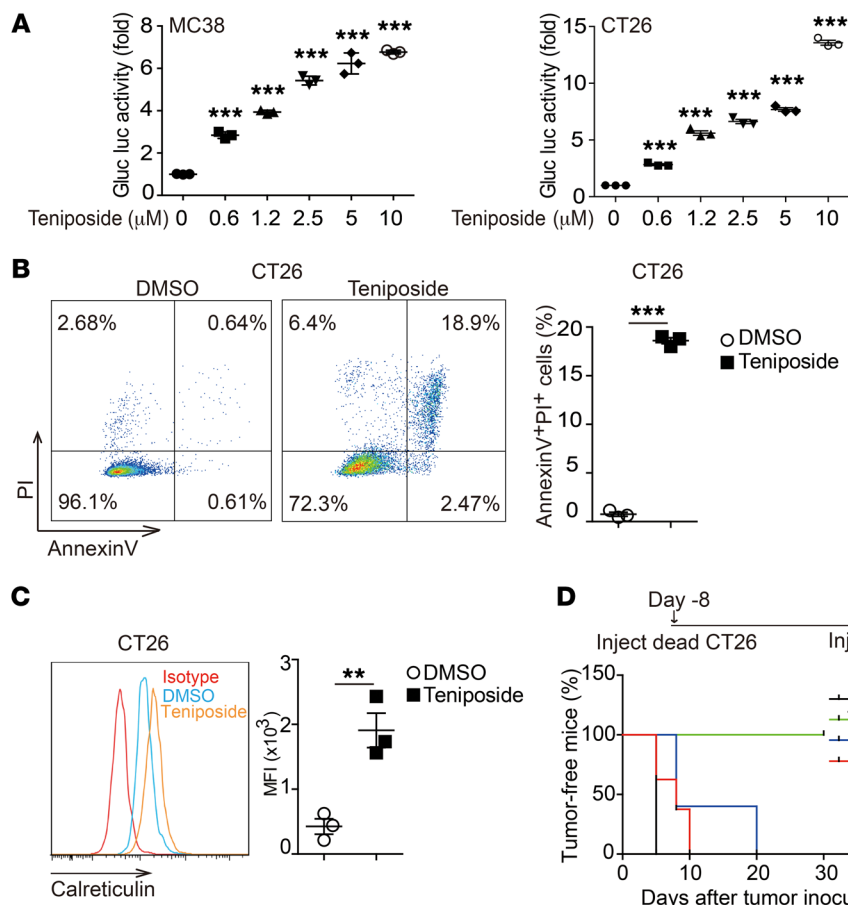 A
MC38
Gluc luc activity (fold)
8
6
4
2
0
*** *** *** *** ***
Teniposide (μM) 0 0.6 1.2 2.5 5 10
CT26
Gluc luc activity (fold)
15
10
5
0
*** *** *** *** ***
Teniposide (μM) 0 0.6 1.2 2.5 5 10
B
CT26
DMSO
Teniposide
2.68% 0.64%
96.1% 0.61%
6.4% 18.9%
72.3% 2.47%
PI
AnnexinV
CT26
AnnexinV+PI+ cells (%)
20
15
10
5
0
***
DMSO
Teniposide
C
CT26
Isotype
DMSO
Teniposide
Calreticulin
MFI (x10³)
3
2
1
0
**
DMSO
Teniposide
D
Day -8
↓
Inject dead CT26
Inj
Tumor-free mice (%)
150
100
50
0
0 10 20 30
Days after tumor inocu